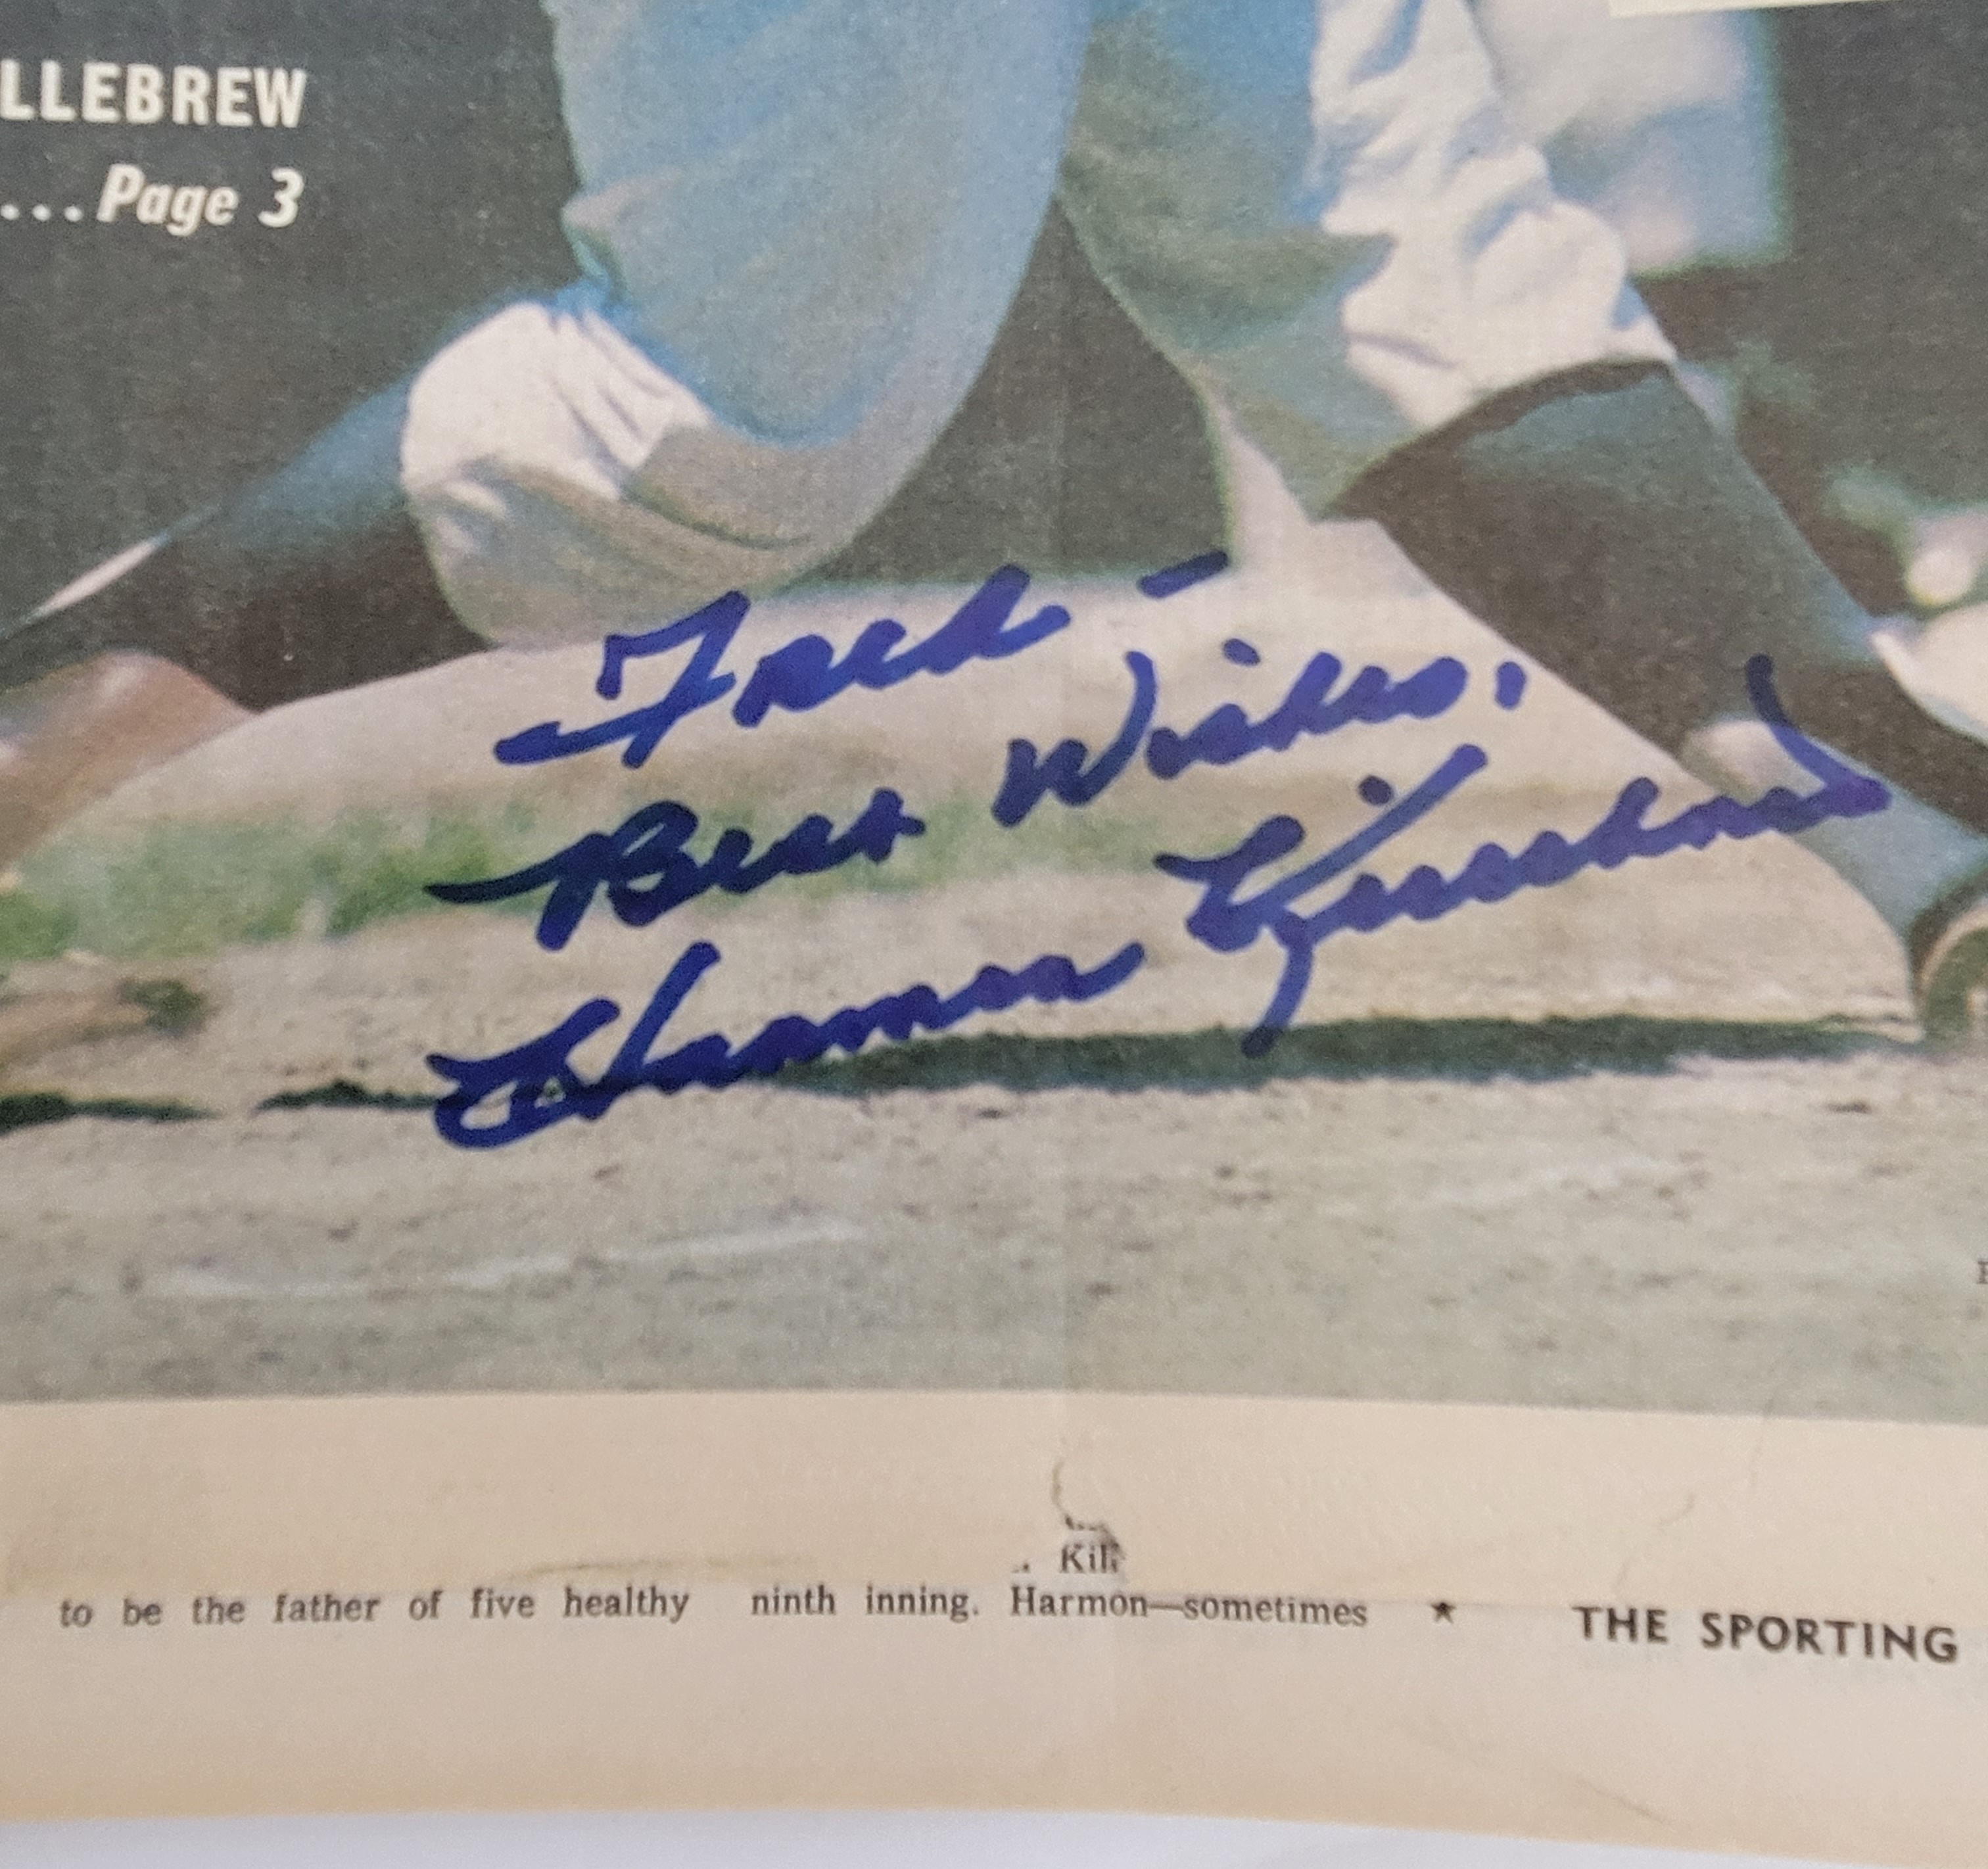 LLEBREW
...Page 3
Fred -
Best Wishes,
Harmon Killebrew
Kill
to be the father of five healthy ninth inning. Harmon—sometimes ★ THE SPORTING